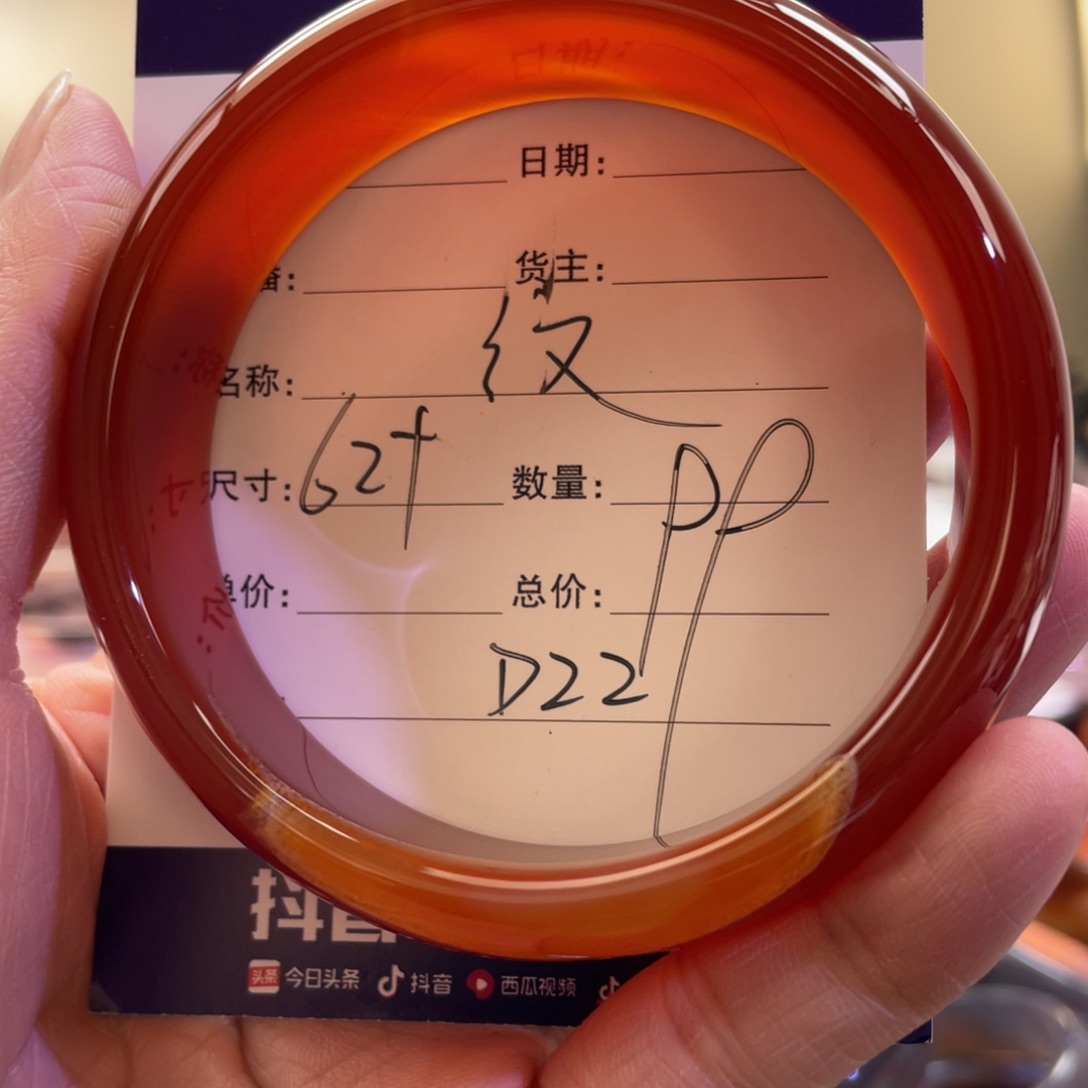 日期:
播: 货主:
纹
名称:
62+
尺寸: 数量: pp
单价: 总价:
D22
抖音
今日头条 抖音 西瓜视频